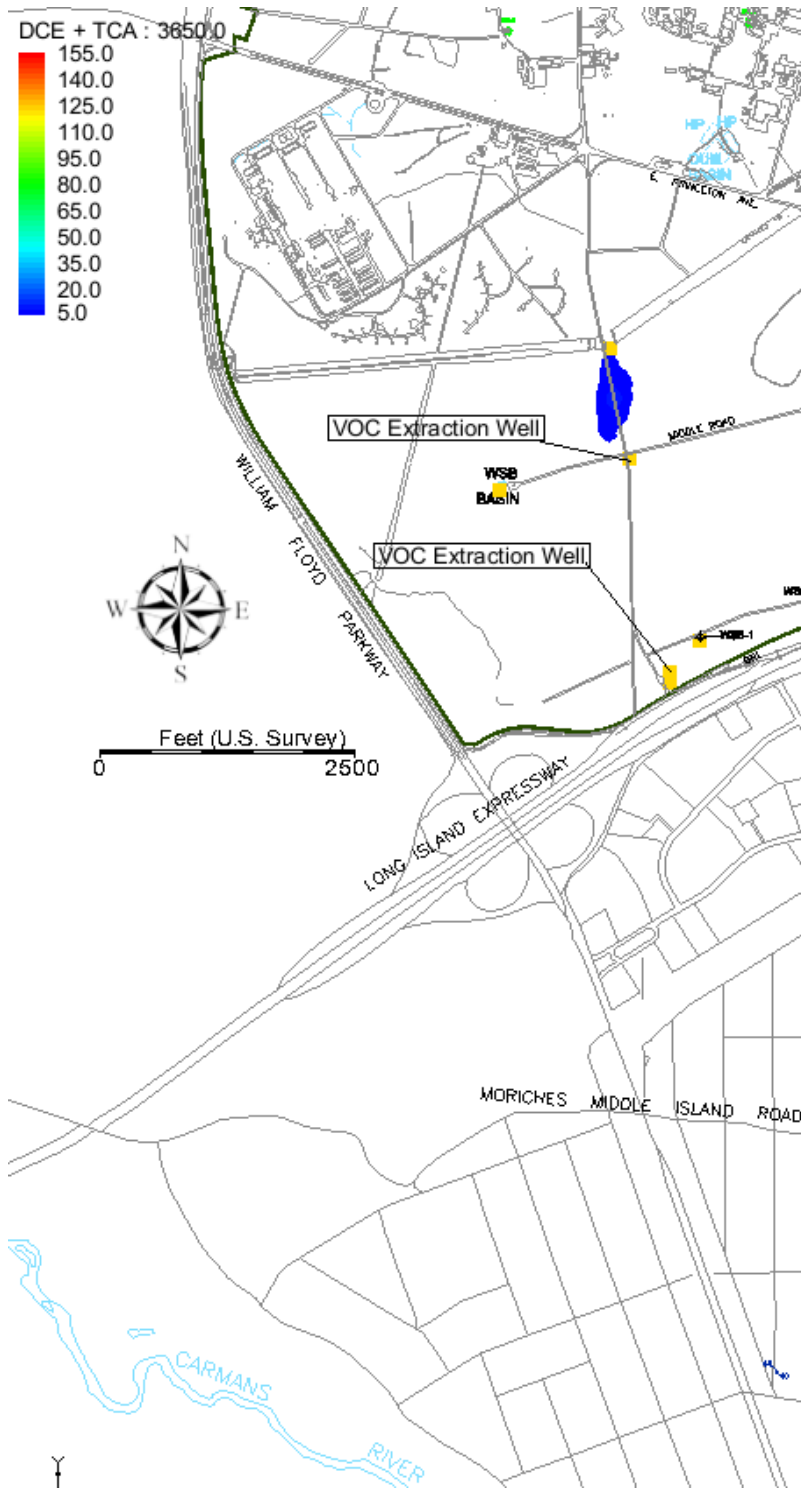 DCE + TCA : 3650.0
155.0
140.0
125.0
110.0
95.0
80.0
65.0
50.0
35.0
20.0
5.0
HP HP
E. PRINCETON AVE.
VOC Extraction Well
MIDDLE ROAD
WSB
BASIN
WILLIAM FLOYD PARKWAY
VOC Extraction Well
N
W E
S
Feet (U.S. Survey)
0 2500
LONG ISLAND EXPRESSWAY
MORICHES MIDDLE ISLAND ROAD
CARMANS RIVER
Y